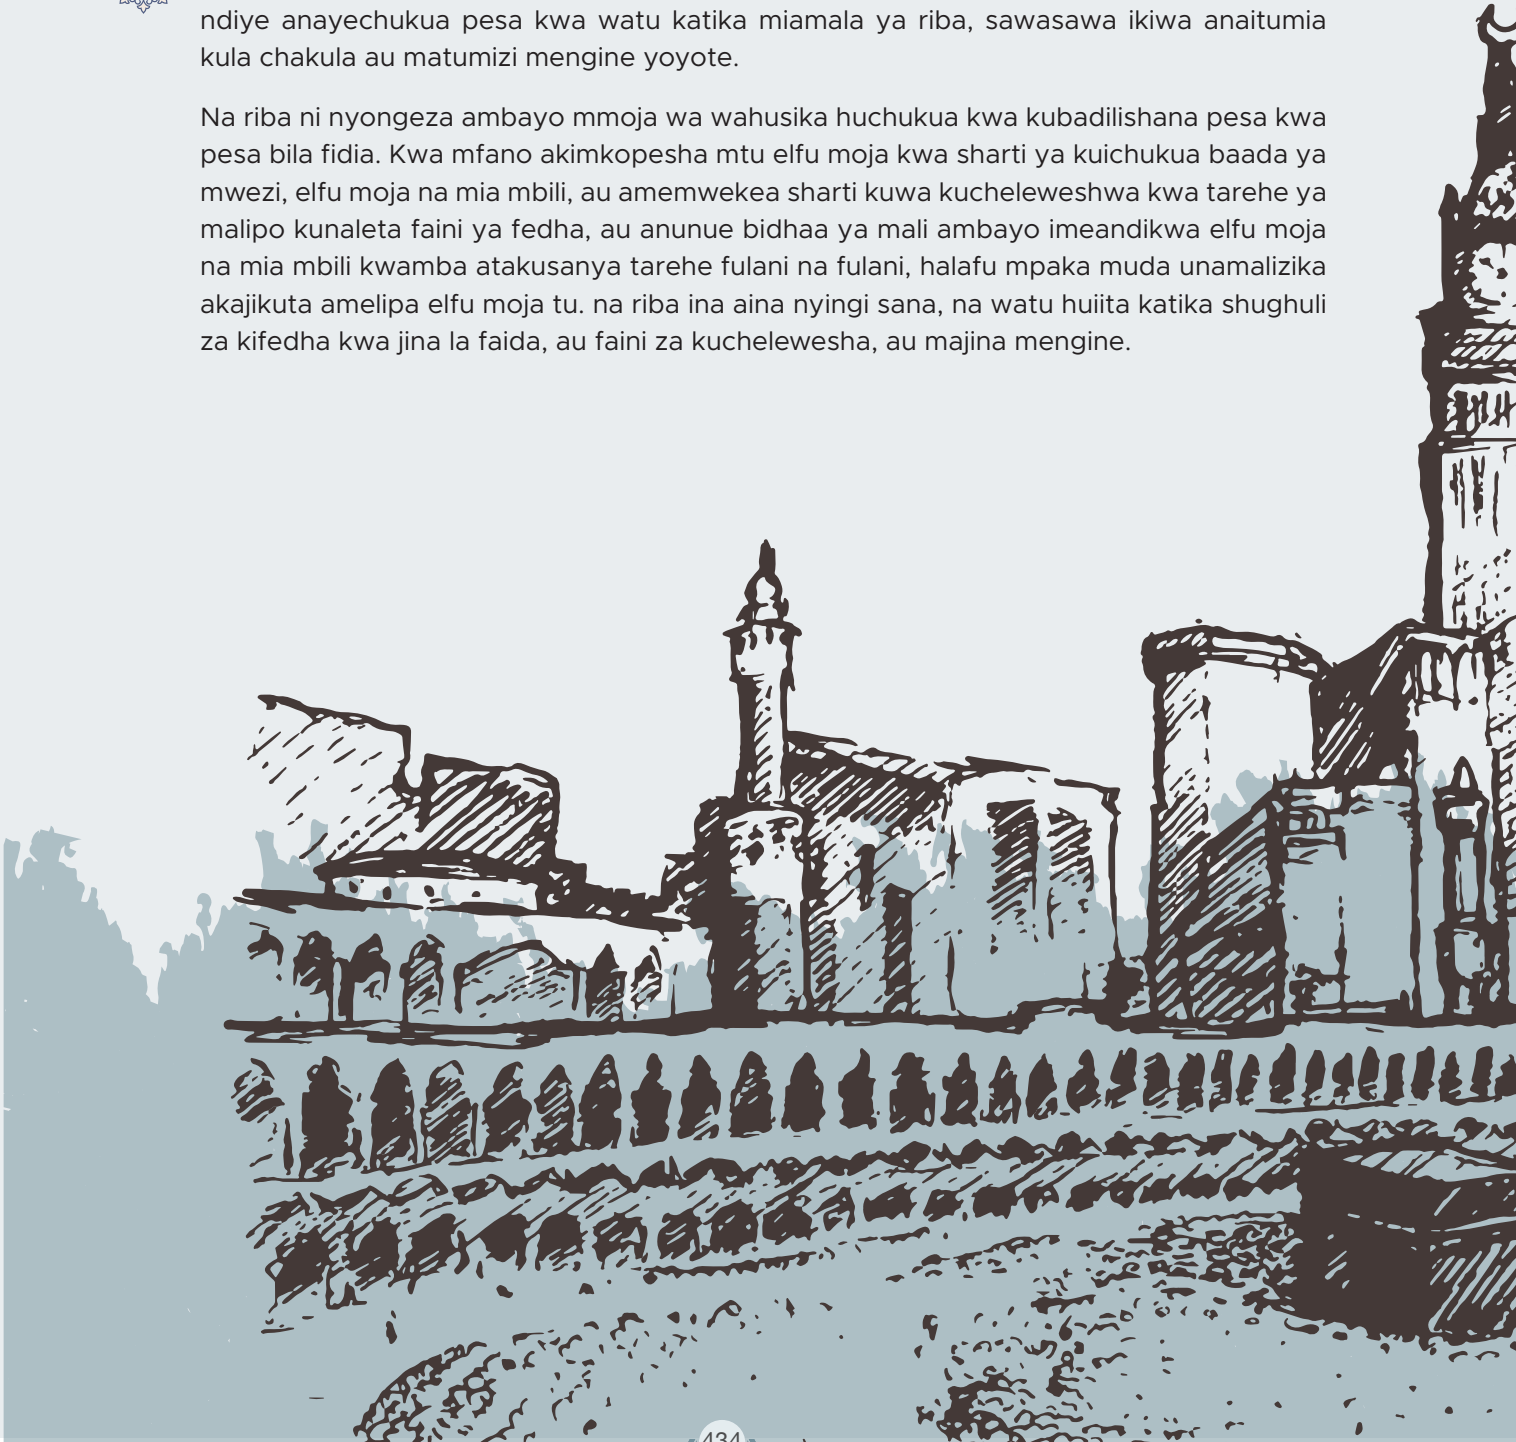 ndiye anayechukua pesa kwa watu katika miamala ya riba, sawasawa ikiwa anaitumia
kula chakula au matumizi mengine yoyote.
Na riba ni nyongeza ambayo mmoja wa wahusika huchukua kwa kubadilishana pesa kwa
pesa bila fidia. Kwa mfano akimkopesha mtu elfu moja kwa sharti ya kuichukua baada ya
mwezi, elfu moja na mia mbili, au amemwekea sharti kuwa kucheleweshwa kwa tarehe ya
malipo kunaleta faini ya fedha, au anunue bidhaa ya mali ambayo imeandikwa elfu moja
na mia mbili kwamba atakusanya tarehe fulani na fulani, halafu mpaka muda unamalizika
akajikuta amelipa elfu moja tu. na riba ina aina nyingi sana, na watu huiita katika shughuli
za kifedha kwa jina la faida, au faini za kuchelewesha, au majina mengine.
434